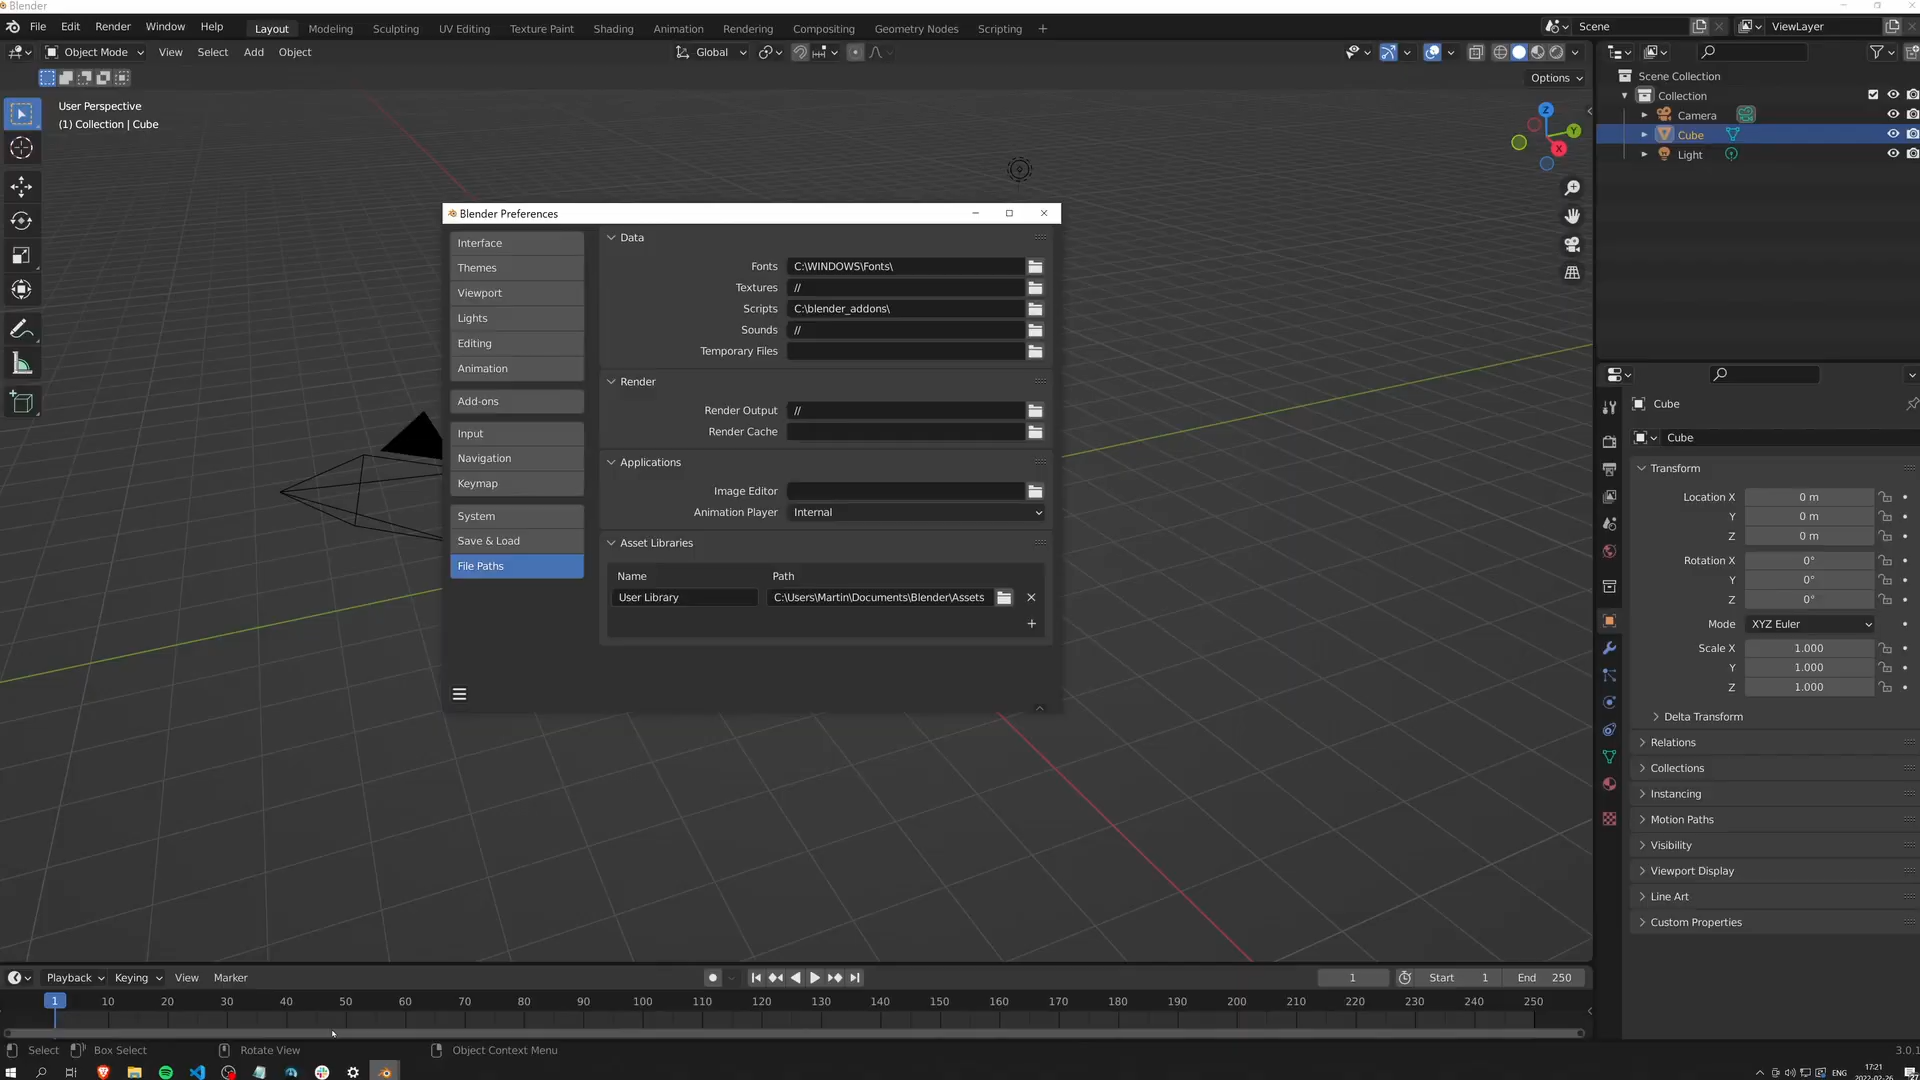 Blender
File Edit Render Window Help Layout Modeling Sculpting UV Editing Texture Paint Shading Animation Rendering Compositing Geometry Nodes Scripting Scene ViewLayer
Object Mode View Select Add Object Global
Options
User Perspective
(1) Collection | Cube
Scene Collection
Collection
Camera
Cube
Light
Z
Y
X
Blender Preferences
Interface
Themes
Viewport
Lights
Editing
Animation
Add-ons
Input
Navigation
Keymap
System
Save & Load
File Paths
Data
Fonts C:\WINDOWS\Fonts\
Textures //
Scripts C:\blender_addons\
Sounds //
Temporary Files
Render
Render Output //
Render Cache
Applications
Image Editor
Animation Player Internal
Asset Libraries
Name Path
User Library C:\Users\Martin\Documents\Blender\Assets
Cube
Cube
Transform
Location X 0 m
Y 0 m
Z 0 m
Rotation X 0°
Y 0°
Z 0°
Mode XYZ Euler
Scale X 1.000
Y 1.000
Z 1.000
Delta Transform
Relations
Collections
Instancing
Motion Paths
Visibility
Viewport Display
Line Art
Custom Properties
Playback Keying View Marker 1 Start 1 End 250
1 10 20 30 40 50 60 70 80 90 100 110 120 130 140 150 160 170 180 190 200 210 220 230 240 250
Select Box Select Rotate View Object Context Menu 3.0.1
ENG 17:21
2022-02-26